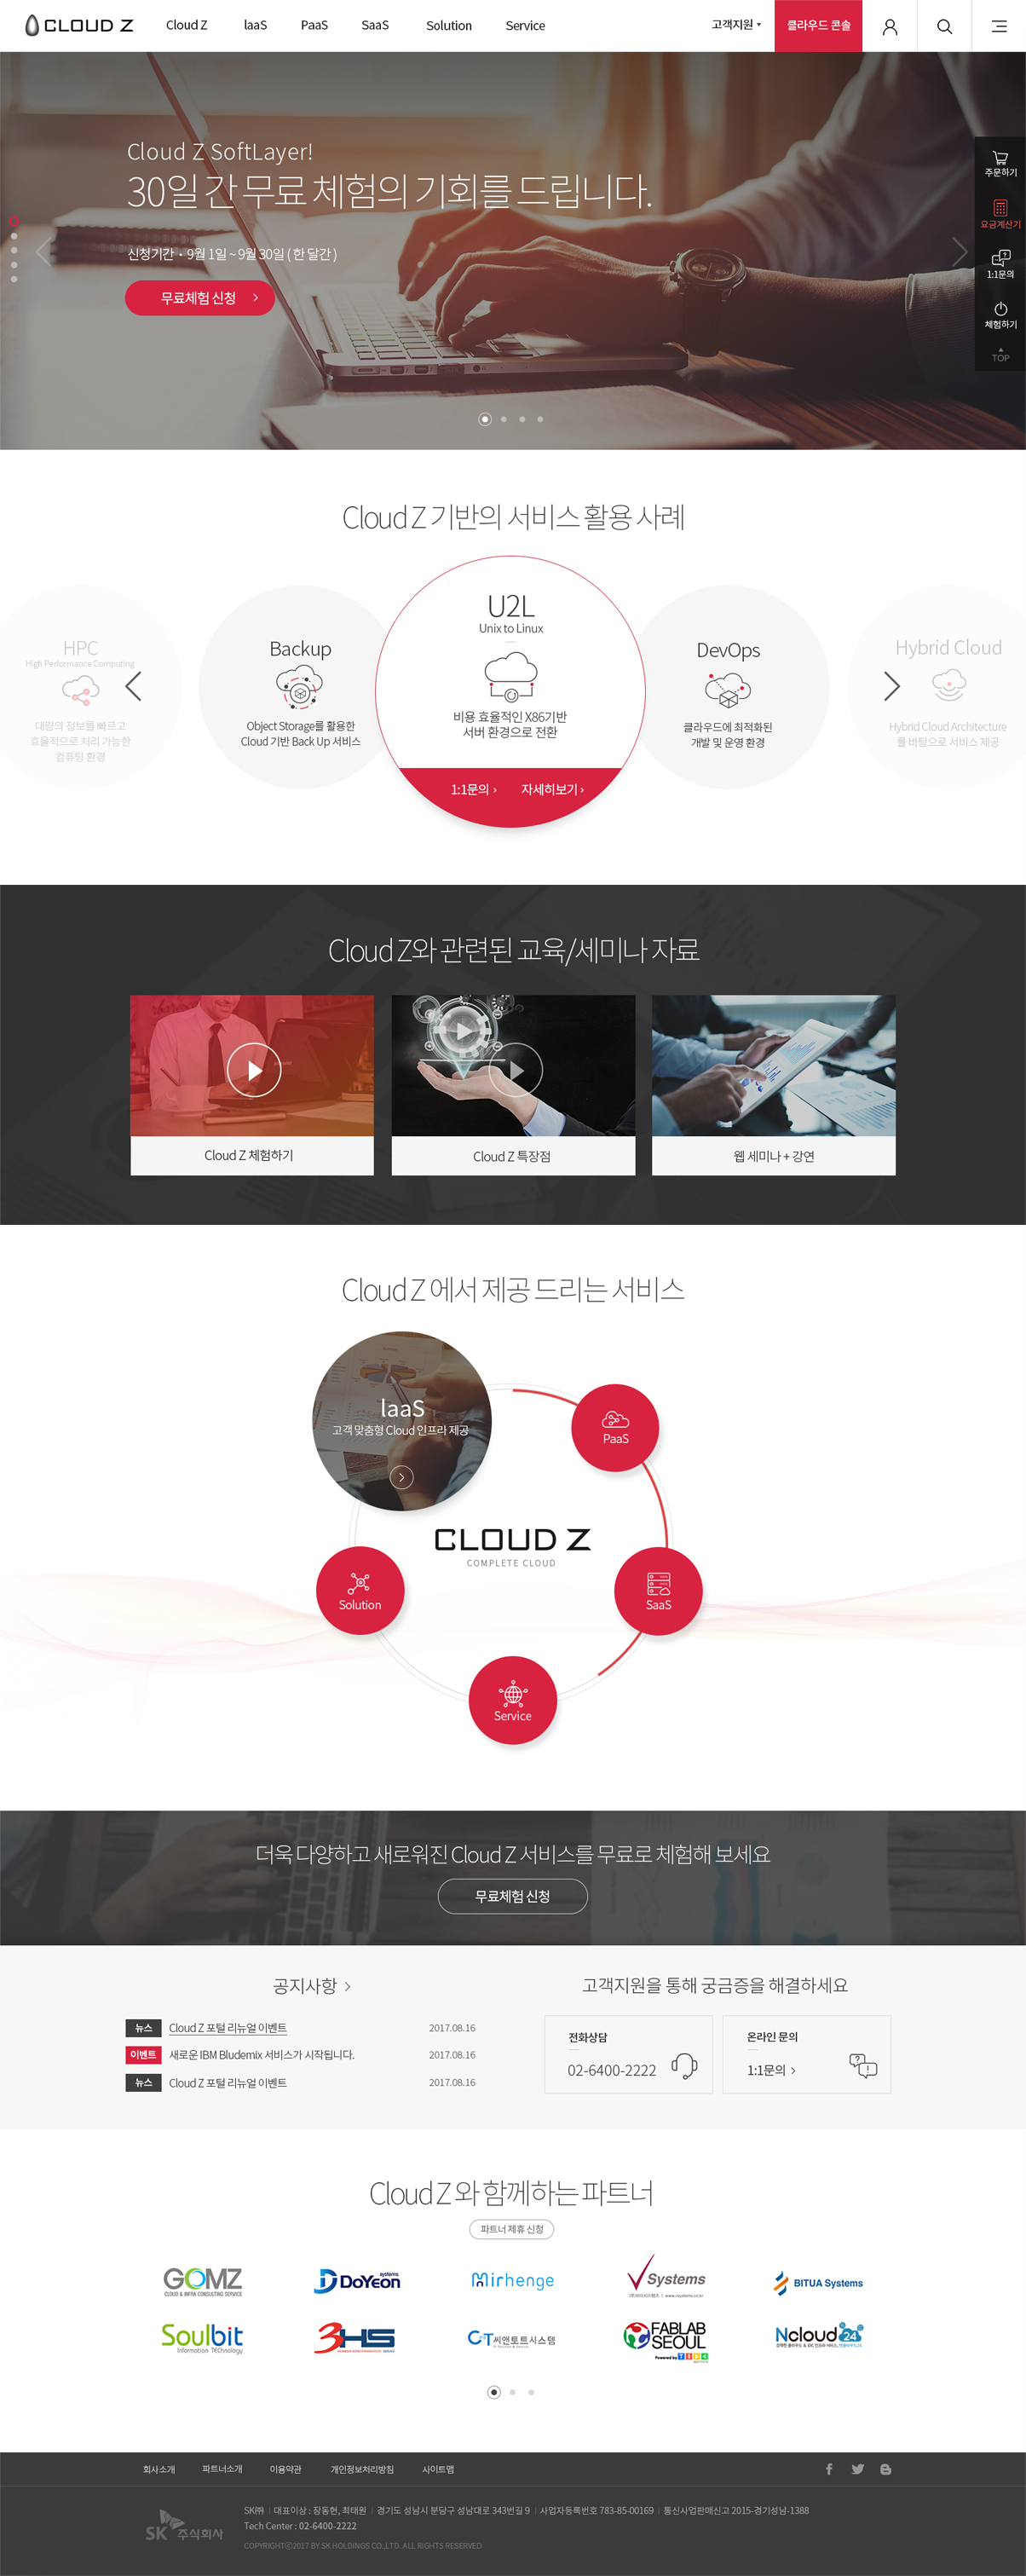 CLOUD Z
Cloud Z
IaaS
PaaS
SaaS
Solution
Service
고객지원
클라우드 콘솔
Cloud Z SoftLayer!
30일 간 무료 체험의 기회를 드립니다.
신청기간 · 9월 1일 ~ 9월 30일 ( 한 달간 )
무료체험 신청
주문하기
요금계산기
1:1문의
체험하기
TOP
Cloud Z 기반의 서비스 활용 사례
HPC
High Performance Computing
대량의 정보를 빠르고
효율적으로 처리 가능한
컴퓨팅 환경
Backup
Object Storage를 활용한
Cloud 기반 Back Up 서비스
U2L
Unix to Linux
비용 효율적인 X86기반
서버 환경으로 전환
1:1문의
자세히보기
DevOps
클라우드에 최적화된
개발 및 운영 환경
Hybrid Cloud
Hybrid Cloud Architecture
를 바탕으로 서비스 제공
Cloud Z와 관련된 교육/세미나 자료
Cloud Z 체험하기
Cloud Z 특장점
웹 세미나 + 강연
Cloud Z 에서 제공 드리는 서비스
IaaS
고객 맞춤형 Cloud 인프라 제공
PaaS
CLOUD Z
COMPLETE CLOUD
Solution
SaaS
Service
더욱 다양하고 새로워진 Cloud Z 서비스를 무료로 체험해 보세요
무료체험 신청
공지사항
뉴스 Cloud Z 포털 리뉴얼 이벤트 2017.08.16
이벤트 새로운 IBM Bludemix 서비스가 시작됩니다. 2017.08.16
뉴스 Cloud Z 포털 리뉴얼 이벤트 2017.08.16
고객지원을 통해 궁금증을 해결하세요
전화상담
02-6400-2222
온라인 문의
1:1문의
Cloud Z 와 함께하는 파트너
파트너 제휴 신청
GOMZ
CLOUD & INFRA CONSULTING SERVICE
DOYEON systems
Mirhenge
V Systems
BITUA Systems
Soulbit
Information TEChnology
3HS
CT 씨앤토트시스템
FABLAB
SEOUL
Powered by TIDE
Ncloud24
회사소개
파트너소개
이용약관
개인정보처리방침
사이트맵
SK 주식회사
SK㈜ | 대표이상 : 장동현, 최태원 | 경기도 성남시 분당구 성남대로 343번길 9 | 사업자등록번호 783-85-00169 | 통신사업판매신고 2015-경기성남-1388
Tech Center : 02-6400-2222
COPYRIGHTⓒ2017 BY SK HOLDINGS CO.,LTD. ALL RIGHTS RESERVED